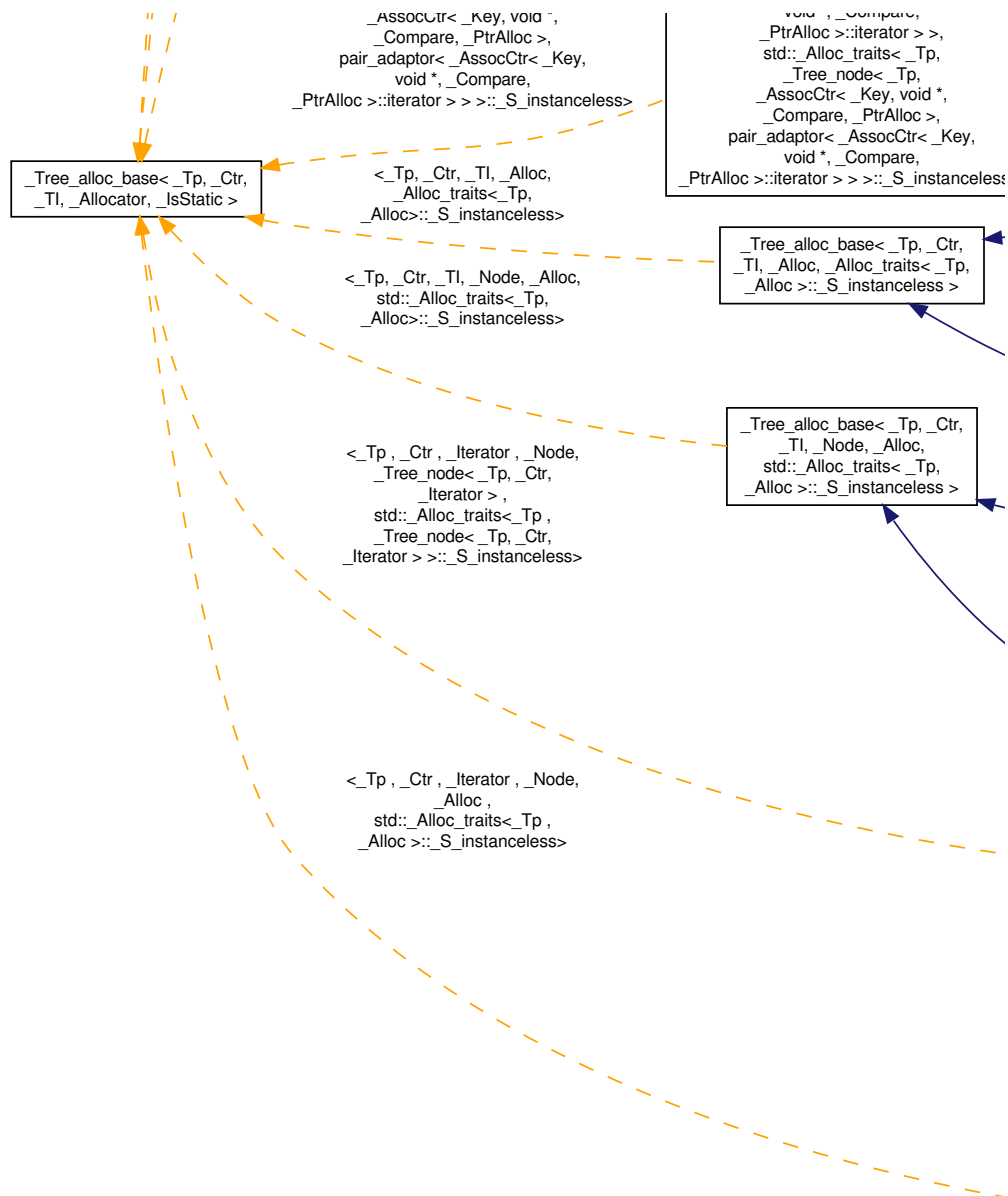 _AssocCtr< _Key, void *,
_Compare, _PtrAlloc >,
pair_adaptor< _AssocCtr< _Key,
void *, _Compare,
_PtrAlloc >::iterator > > >::_S_instanceless>
void *, _Compare,
_PtrAlloc >::iterator > >,
std::_Alloc_traits< _Tp,
_Tree_node< _Tp,
_AssocCtr< _Key, void *,
_Compare, _PtrAlloc >,
pair_adaptor< _AssocCtr< _Key,
void *, _Compare,
_PtrAlloc >::iterator > > >::_S_instanceless
_Tree_alloc_base< _Tp, _Ctr,
_TI, _Allocator, _IsStatic >
<_Tp, _Ctr, _TI, _Alloc,
_Alloc_traits<_Tp,
_Alloc>::_S_instanceless>
_Tree_alloc_base< _Tp, _Ctr,
_TI, _Alloc, _Alloc_traits< _Tp,
_Alloc >::_S_instanceless >
<_Tp, _Ctr, _TI, _Node, _Alloc,
std::_Alloc_traits<_Tp,
_Alloc>::_S_instanceless>
_Tree_alloc_base< _Tp, _Ctr,
_TI, _Node, _Alloc,
std::_Alloc_traits< _Tp,
_Alloc >::_S_instanceless >
<_Tp , _Ctr , _Iterator , _Node,
_Tree_node< _Tp, _Ctr,
_Iterator > ,
std::_Alloc_traits<_Tp ,
_Tree_node< _Tp, _Ctr,
_Iterator > >::_S_instanceless>
<_Tp , _Ctr , _Iterator , _Node,
_Alloc ,
std::_Alloc_traits<_Tp ,
_Alloc >::_S_instanceless>